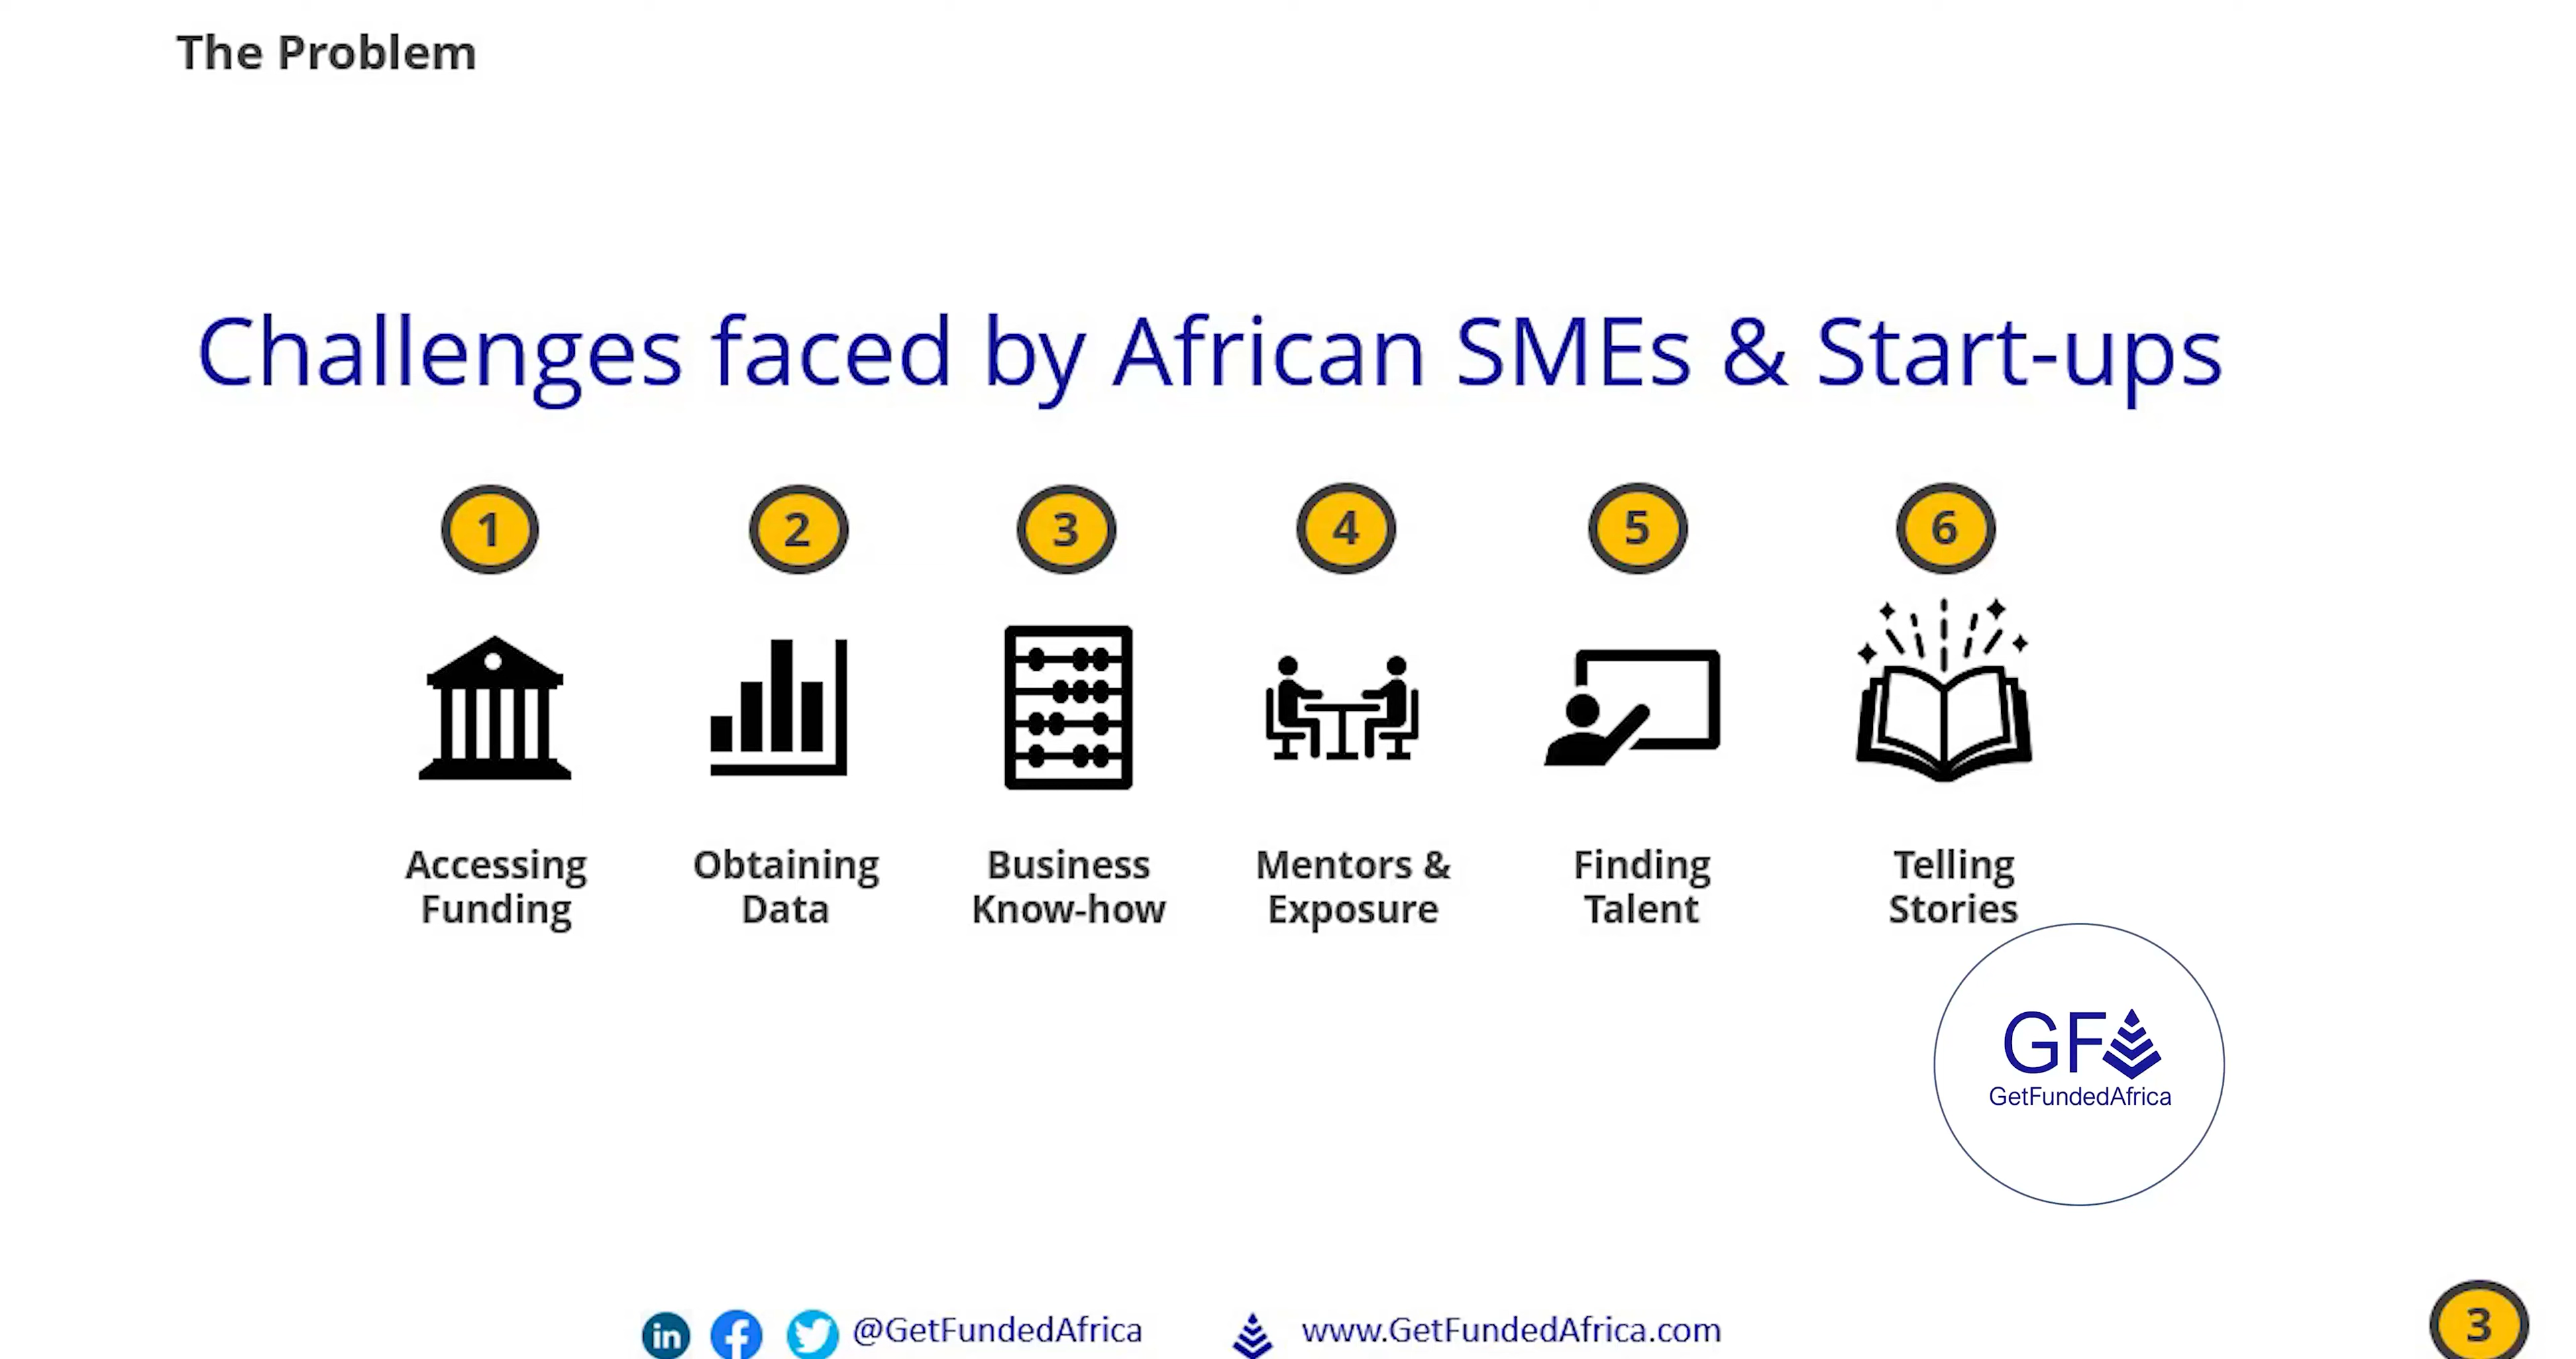 The Problem
Challenges faced by African SMEs & Start-ups
1 2 3 4 5 6
Accessing
Funding
Obtaining
Data
Business
Know-how
Mentors &
Exposure
Finding
Talent
Telling
Stories
GF
GetFundedAfrica
in f @GetFundedAfrica www.GetFundedAfrica.com
3